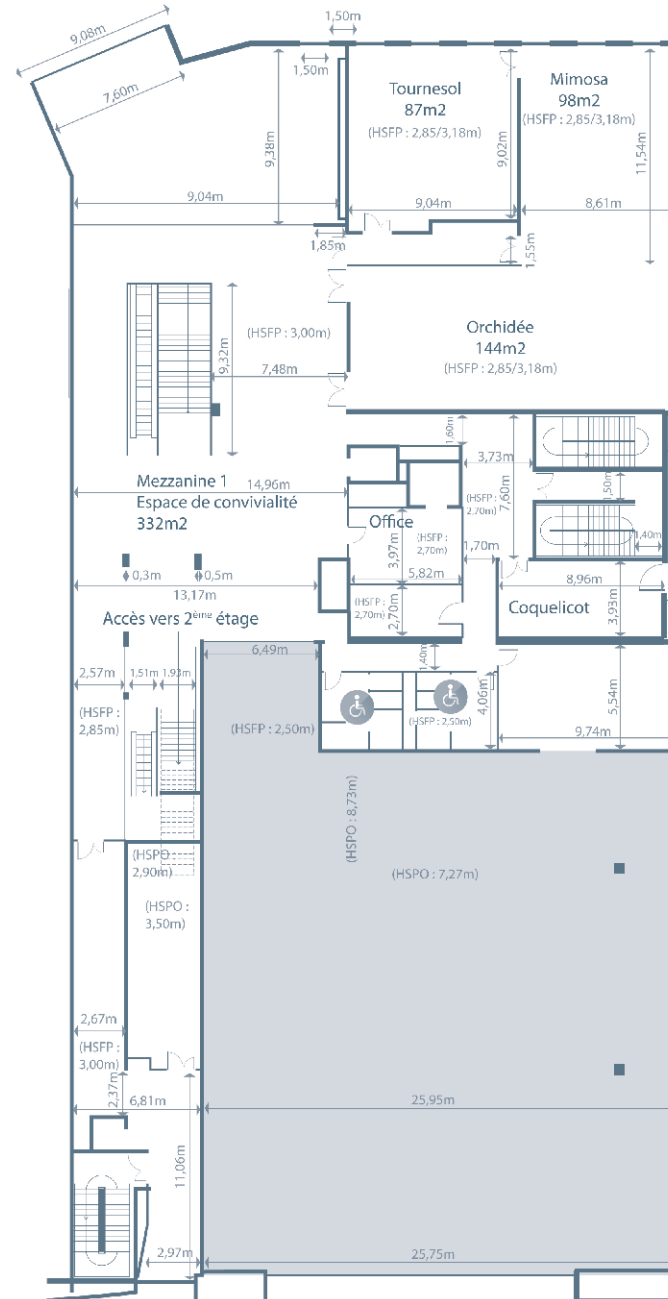 1,50m
9,08m
7,60m
1,50m
9,38m
9,04m
Tournesol
87m2
(HSFP : 2,85/3,18m)
9,02m
9,04m
Mimosa
98m2
(HSFP : 2,85/3,18m)
11,54m
8,61m
1,85m
1,55m
(HSFP : 3,00m)
9,32m
7,48m
Orchidée
144m2
(HSFP : 2,85/3,18m)
1,60m
3,73m
(HSFP :
2,70m)
7,60m
1,50m
1,40m
Mezzanine 1
14,96m
Espace de convivialité
332m2
Office
3,97m
(HSFP :
2,70m)
5,82m
1,70m
0,3m
0,5m
13,17m
(HSFP :
2,70m)
2,70m
8,96m
Coquelicot
3,93m
Accès vers 2ème étage
6,49m
1,40m
2,57m
1,51m
1,93m
(HSFP :
2,85m)
(HSFP : 2,50m)
4,06m
(HSFP : 2,50m)
5,54m
9,74m
(HSPO : 8,73m)
(HSPO : 7,27m)
(HSPO
2,90m)
(HSPO :
3,50m)
2,67m
(HSFP :
3,00m)
2,37m
6,81m
25,95m
11,06m
2,97m
25,75m